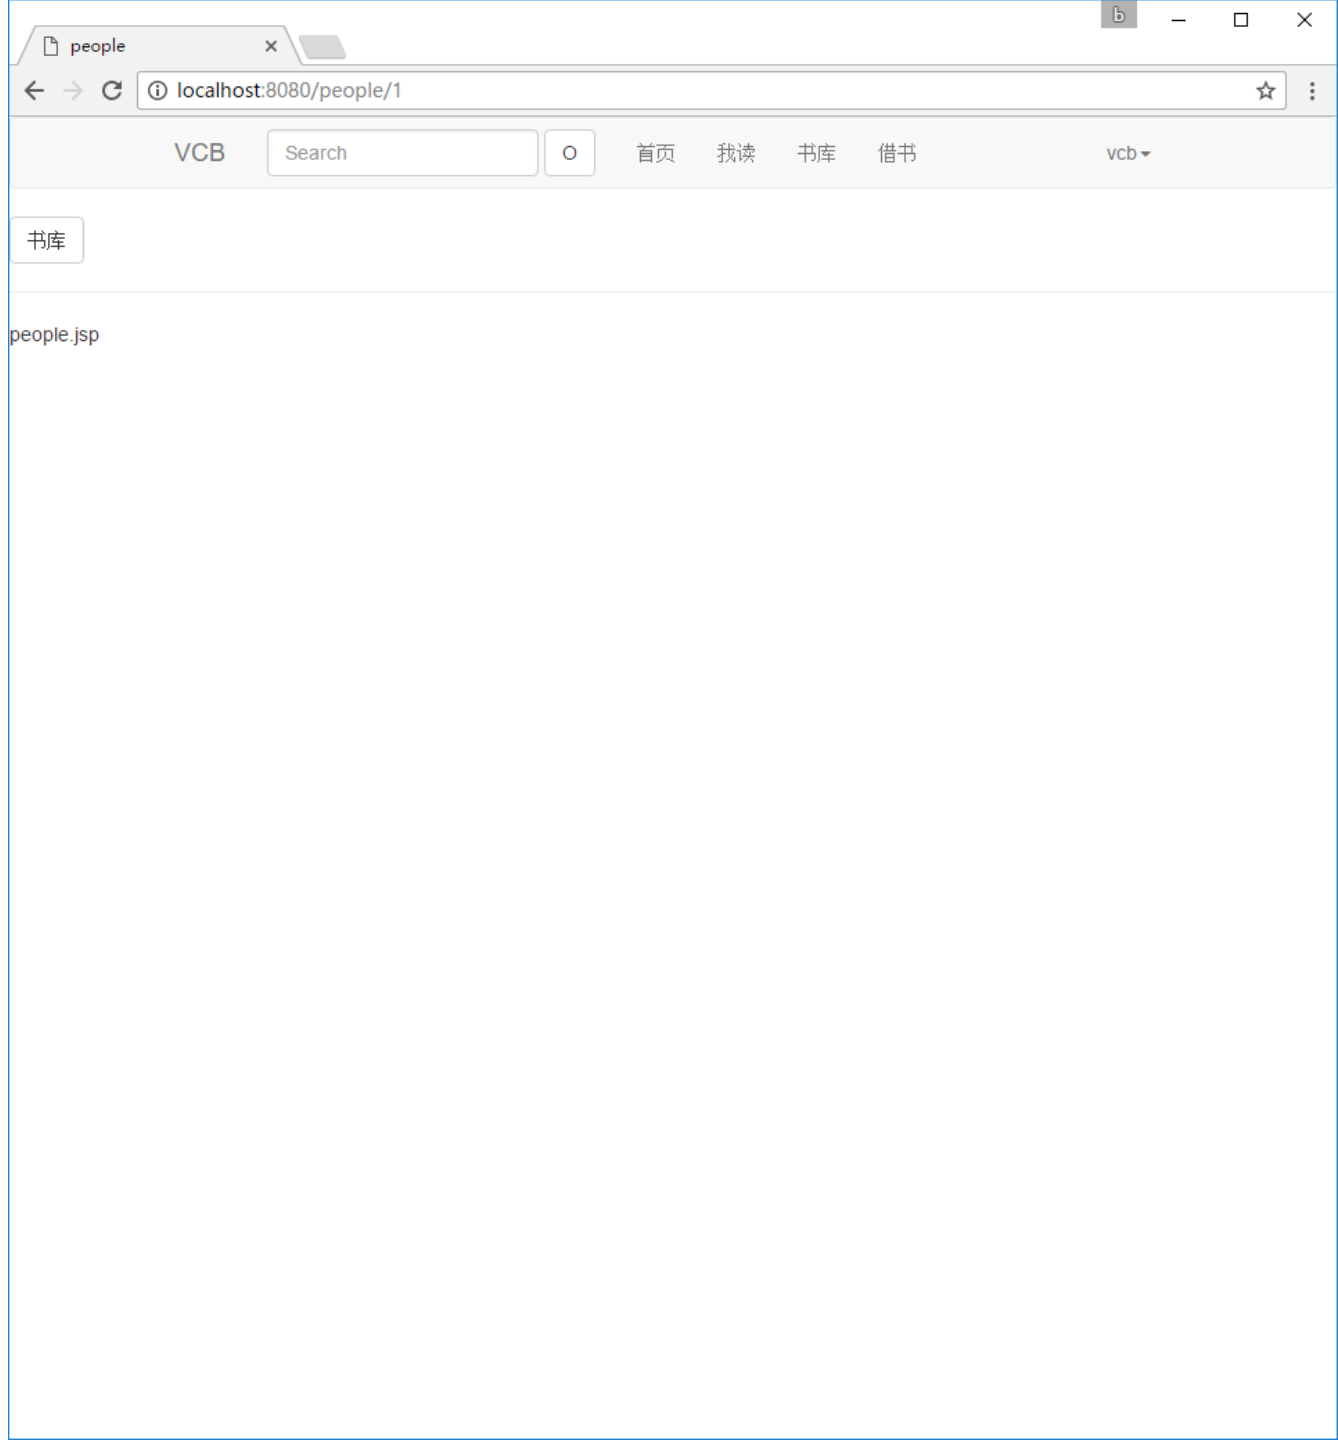 b
people
localhost:8080/people/1
VCB Search O 首页 我读 书库 借书 vcb
书库
people.jsp